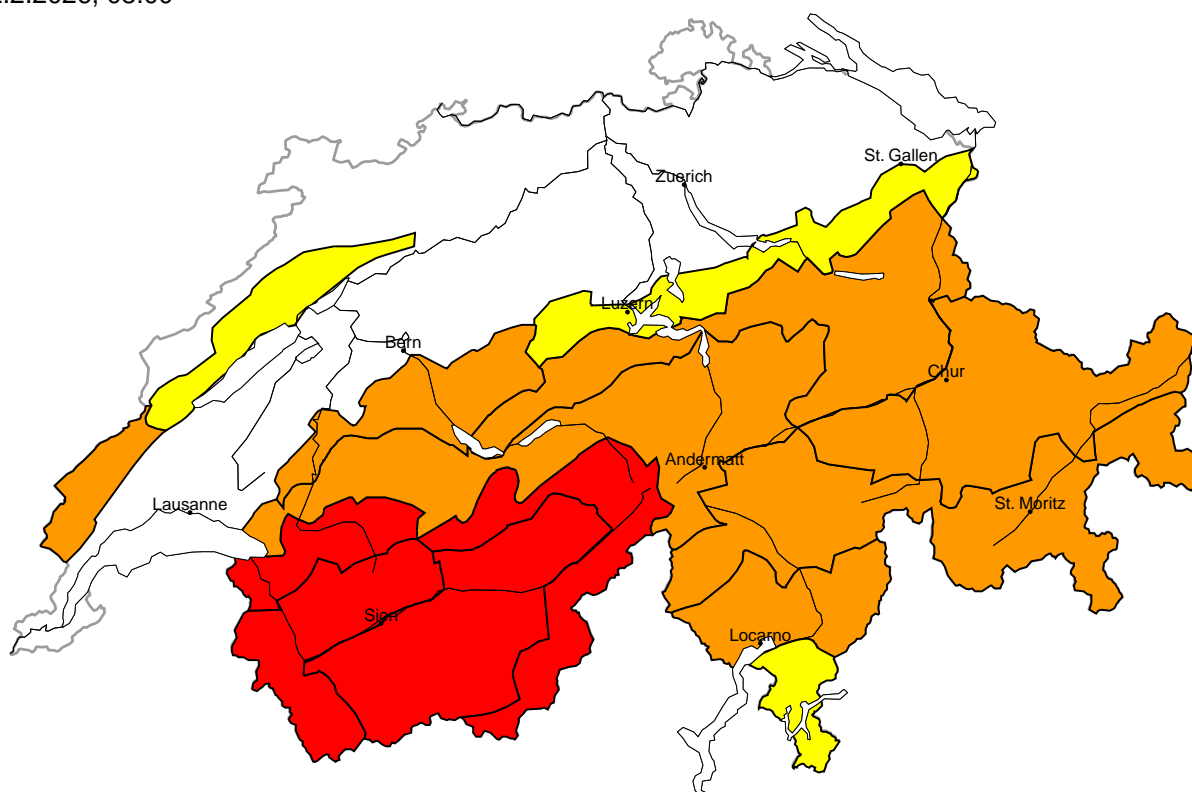 St. Gallen
Zuerich
Luzern
Bern
Chur
Andermatt
Lausanne
St. Moritz
Sion
Locarno